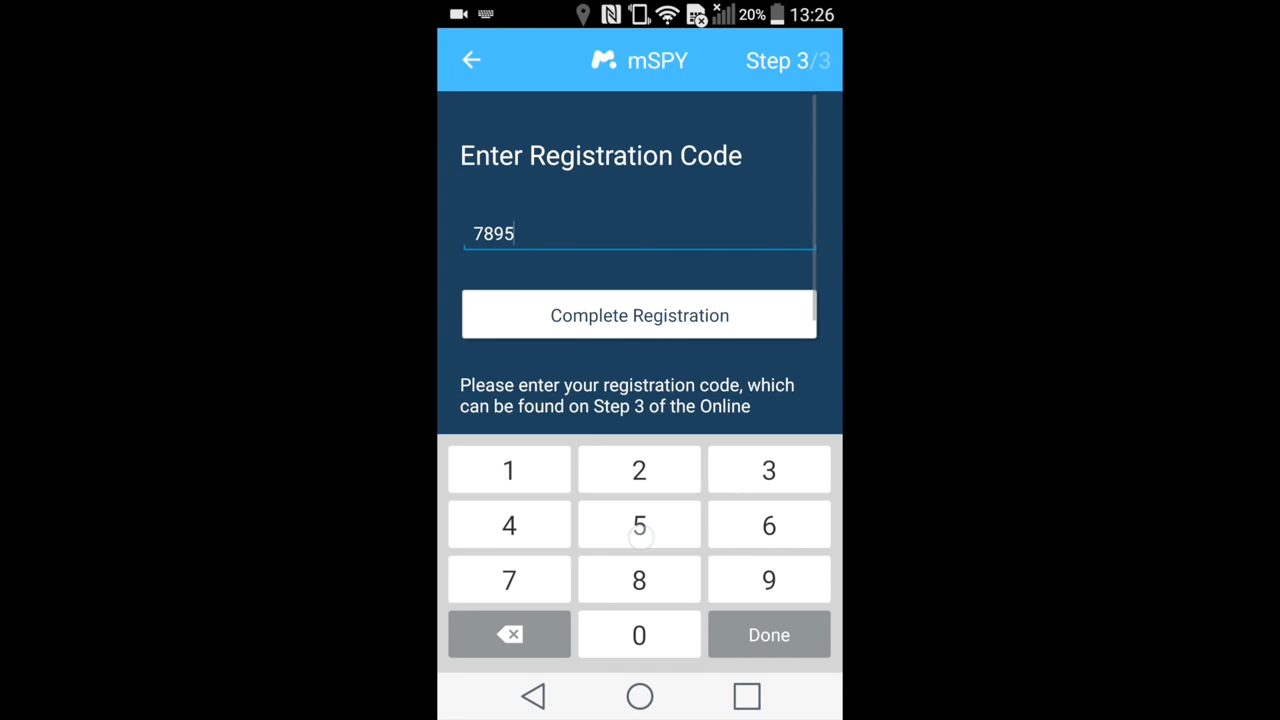 20% 13:26
mSPY Step 3/3
Enter Registration Code
7895
Complete Registration
Please enter your registration code, which
can be found on Step 3 of the Online
1 2 3
4 5 6
7 8 9
0 Done